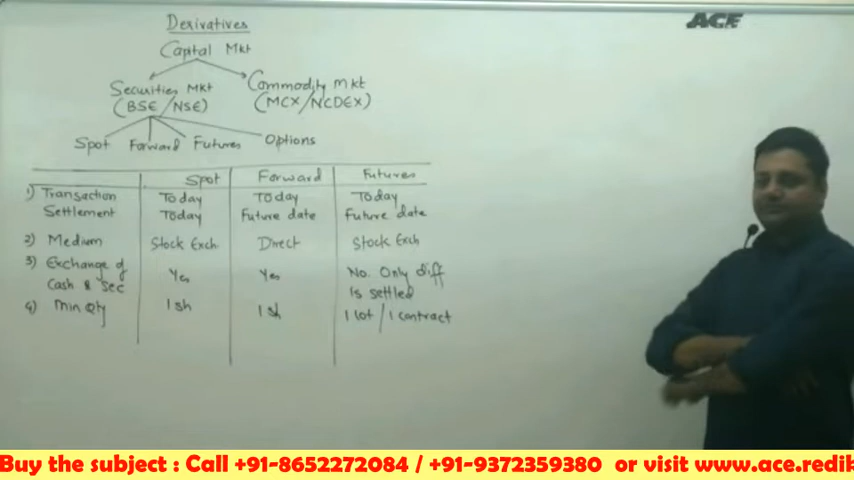 Derivatives
ACE
Capital Mkt
Securities Mkt
(BSE/NSE)
Commodity mkt
(MCX/NCDEX)
Spot Forward Futures Options
Spot Forward Futures
1) Transaction Today Today Today
Settlement Today Future date Future date
2) Medium Stock Exch. Direct Stock Exch
3) Exchange of Yes Yes No. Only diff
Cash & Sec is settled
4) Min Qty 1 sh 1 sh 1 lot / 1 contract
Buy the subject : Call +91-8652272084 / +91-9372359380 or visit www.ace.redik